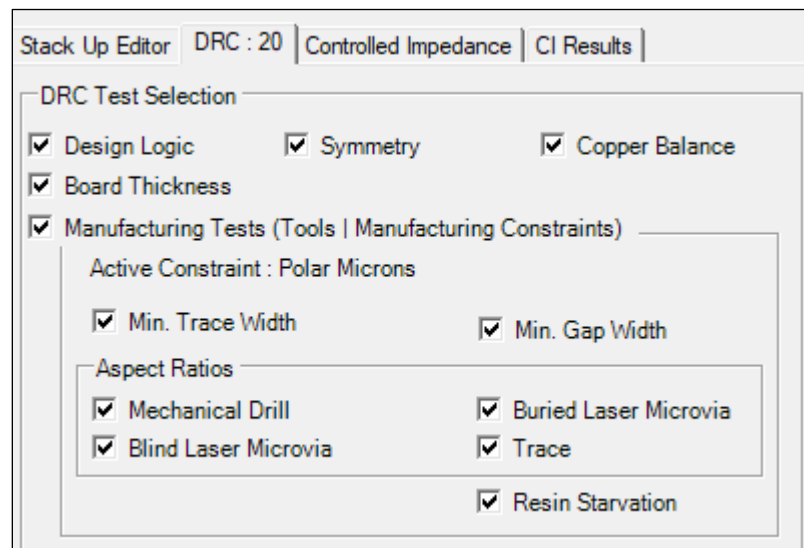 Stack Up Editor DRC : 20 Controlled Impedance CI Results
DRC Test Selection
Design Logic Symmetry Copper Balance
Board Thickness
Manufacturing Tests (Tools | Manufacturing Constraints)
Active Constraint : Polar Microns
Min. Trace Width Min. Gap Width
Aspect Ratios
Mechanical Drill Buried Laser Microvia
Blind Laser Microvia Trace
Resin Starvation